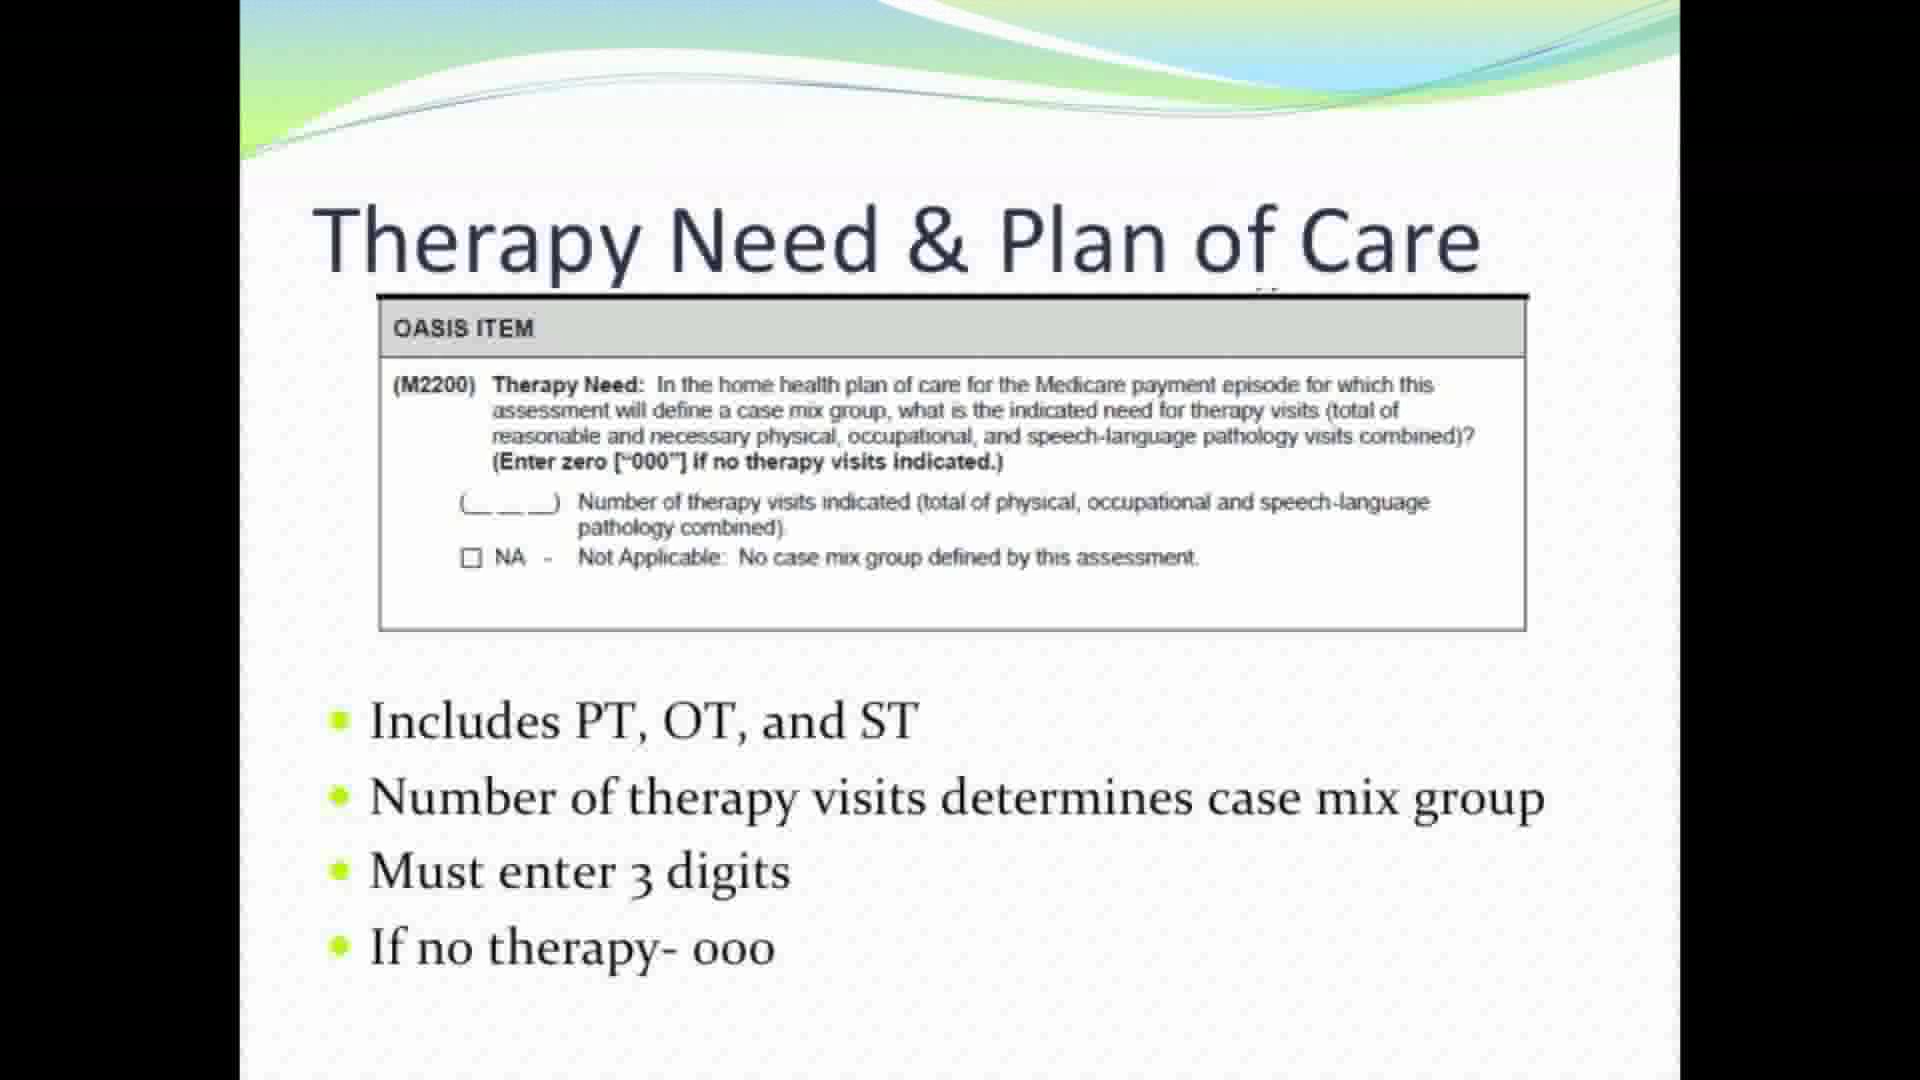 Therapy Need & Plan of Care
OASIS ITEM
(M2200) Therapy Need: In the home health plan of care for the Medicare payment episode for which this
assessment will define a case mix group, what is the indicated need for therapy visits (total of
reasonable and necessary physical, occupational, and speech-language pathology visits combined)?
(Enter zero ["000"] if no therapy visits indicated.)
(__ __ __) Number of therapy visits indicated (total of physical, occupational and speech-language
pathology combined).
☐ NA - Not Applicable: No case mix group defined by this assessment.
• Includes PT, OT, and ST
• Number of therapy visits determines case mix group
• Must enter 3 digits
• If no therapy- 000